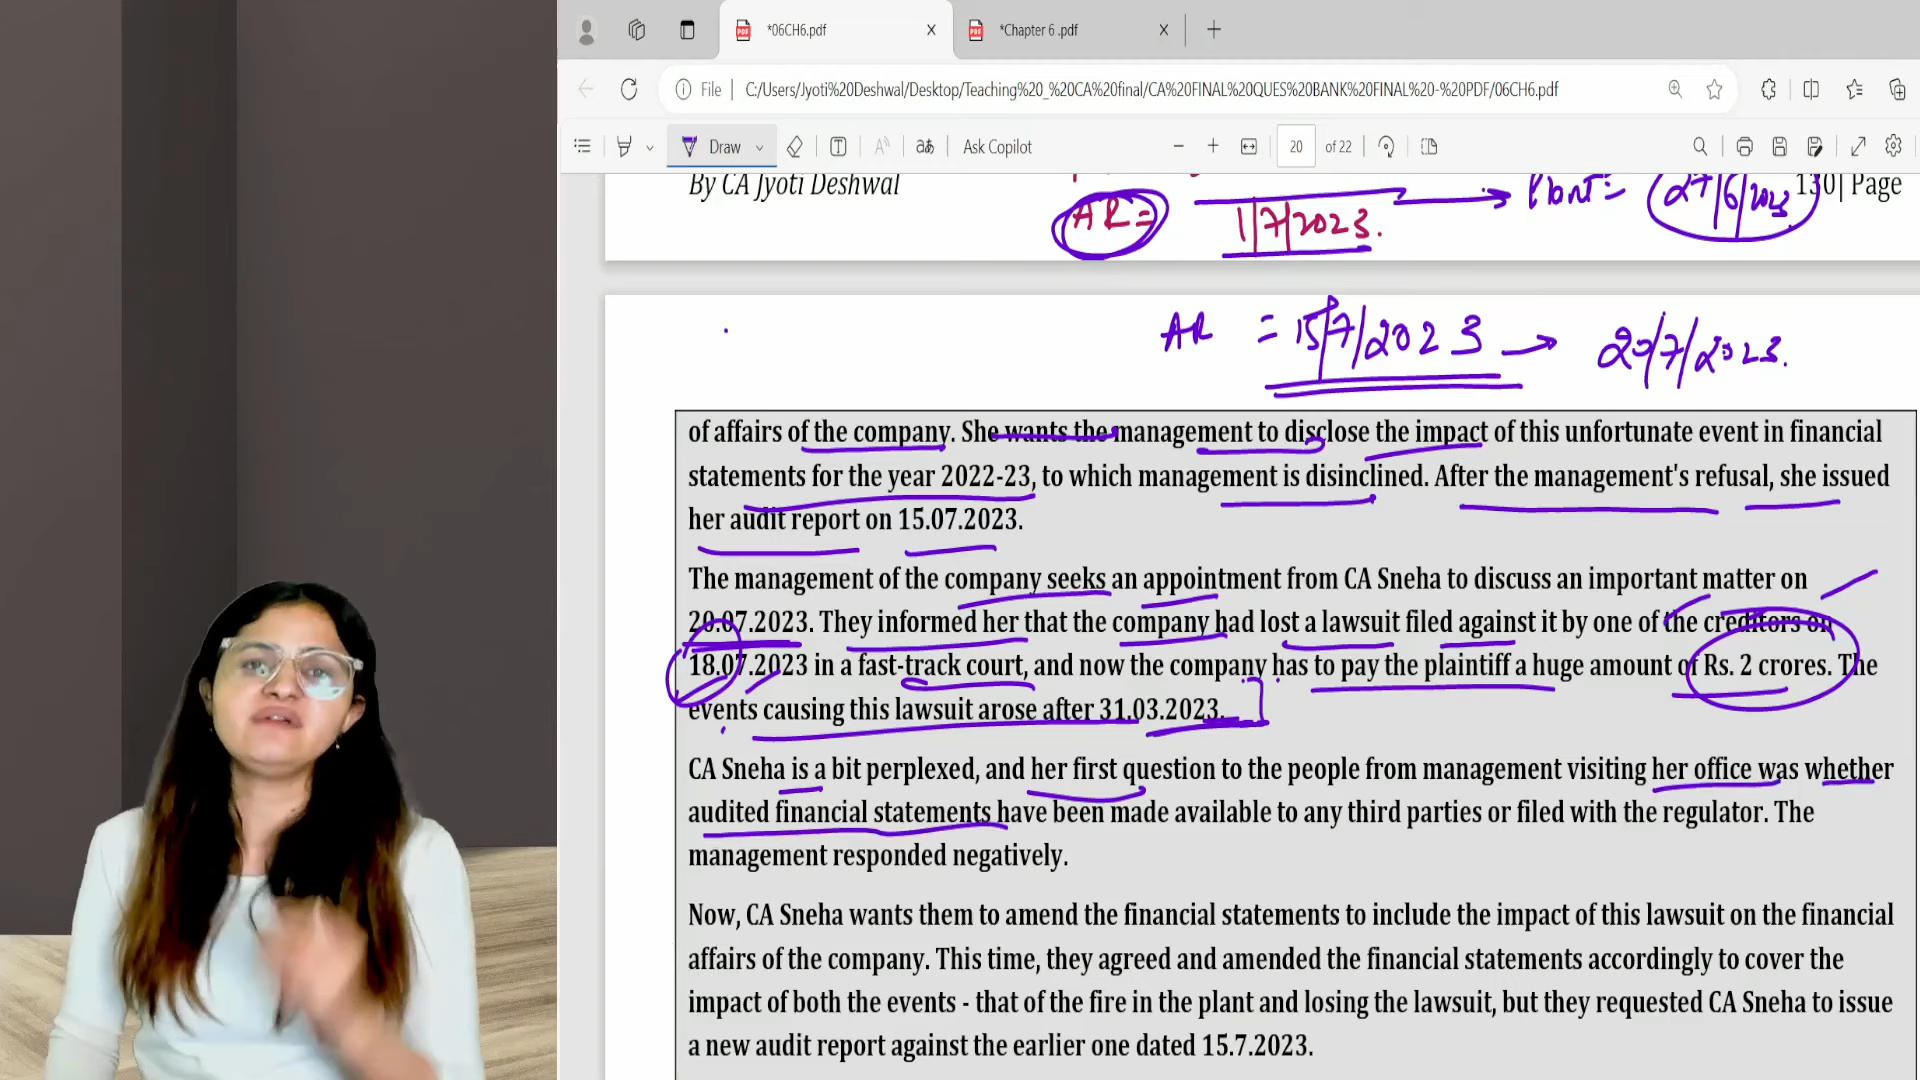 *06CH6.pdf
*Chapter 6 .pdf
File
C:/Users/Jyoti%20Deshwal/Desktop/Teaching%20_%20CA%20final/CA%20FINAL%20QUES%20BANK%20FINAL%20-%20PDF/06CH6.pdf
Draw
aあ
Ask Copilot
20 of 22
By CA Jyoti Deshwal
130| Page
AR =
1/7/2023.
Plant =
27/6/2023
AR = 15/7/2023 → 20/7/2023.
of affairs of the company. She wants the management to disclose the impact of this unfortunate event in financial
statements for the year 2022-23, to which management is disinclined. After the management's refusal, she issued
her audit report on 15.07.2023.
The management of the company seeks an appointment from CA Sneha to discuss an important matter on
20.07.2023. They informed her that the company had lost a lawsuit filed against it by one of the creditors on
18.07.2023 in a fast-track court, and now the company has to pay the plaintiff a huge amount of Rs. 2 crores. The
events causing this lawsuit arose after 31.03.2023.
CA Sneha is a bit perplexed, and her first question to the people from management visiting her office was whether
audited financial statements have been made available to any third parties or filed with the regulator. The
management responded negatively.
Now, CA Sneha wants them to amend the financial statements to include the impact of this lawsuit on the financial
affairs of the company. This time, they agreed and amended the financial statements accordingly to cover the
impact of both the events - that of the fire in the plant and losing the lawsuit, but they requested CA Sneha to issue
a new audit report against the earlier one dated 15.7.2023.